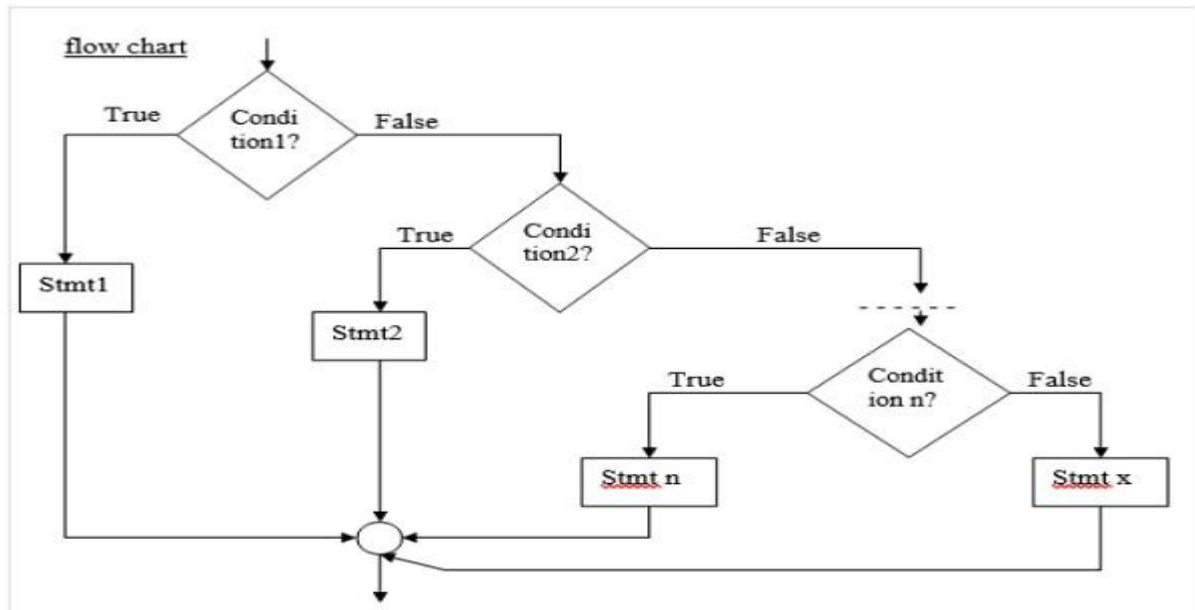 flow chart
True
Condi
tion1?
False
True
Condi
tion2?
False
Stmt1
Stmt2
True
Condit
ion n?
False
Stmt n
Stmt x